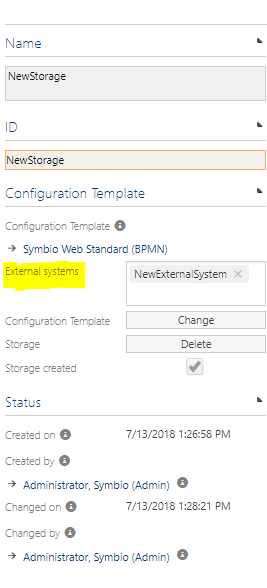 Name
NewStorage
ID
NewStorage
Configuration Template
Configuration Template
Symbio Web Standard (BPMN)
External systems NewExternalSystem
Configuration Template Change
Storage Delete
Storage created
Status
Created on 7/13/2018 1:26:58 PM
Created by
Administrator, Symbio (Admin)
Changed on 7/13/2018 1:28:21 PM
Changed by
Administrator, Symbio (Admin)